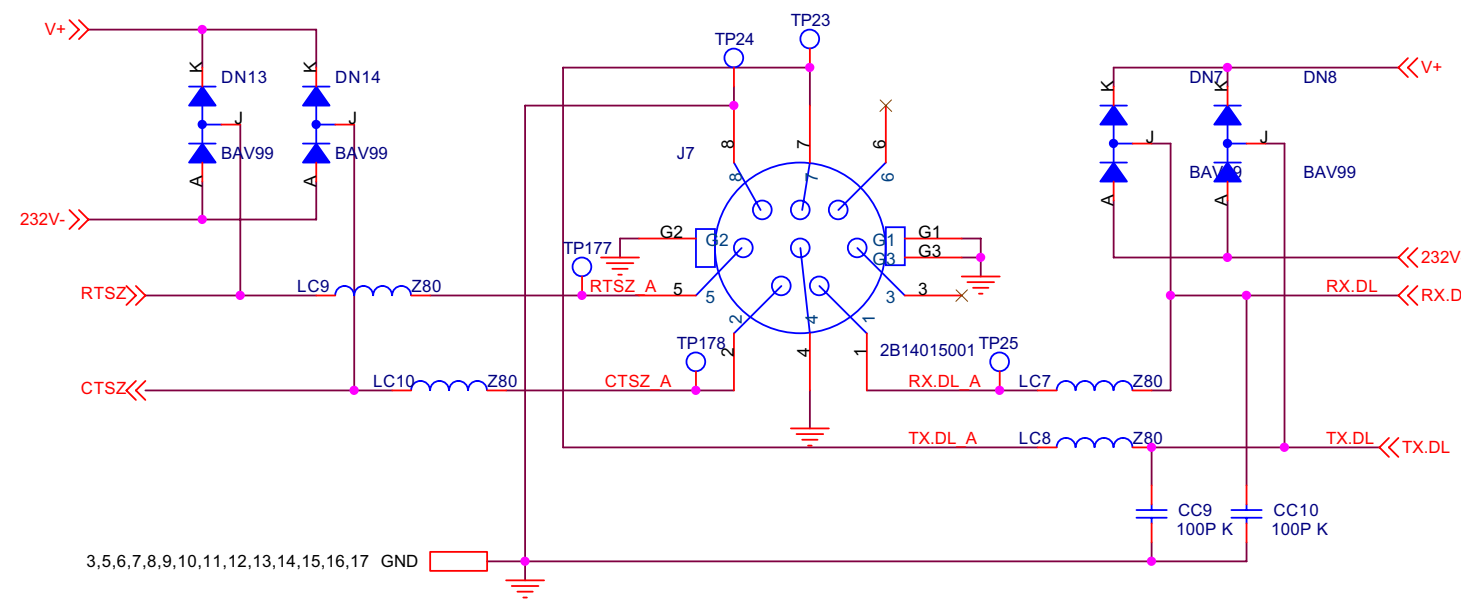 TP23
TP24
V+
K
DN13
K
DN14
J
J
BAV99
BAV99
A
A
232V-
V+
DN7
DN8
K
K
J
J
BAV99
BAV99
A
A
232V
J7
8
7
6
8
7
6
G2
G2
G1
G1
G3
G3
TP177
RTSZ
LC9
Z80
RTSZ_A
5
5
3
3
RX.DL
RX.D
2
4
1
2
4
1
TP178
2B14015001
TP25
CTSZ
LC10
Z80
CTSZ_A
RX.DL_A
LC7
Z80
TX.DL_A
LC8
Z80
TX.DL
TX.DL
CC9
100P K
CC10
100P K
3,5,6,7,8,9,10,11,12,13,14,15,16,17 GND